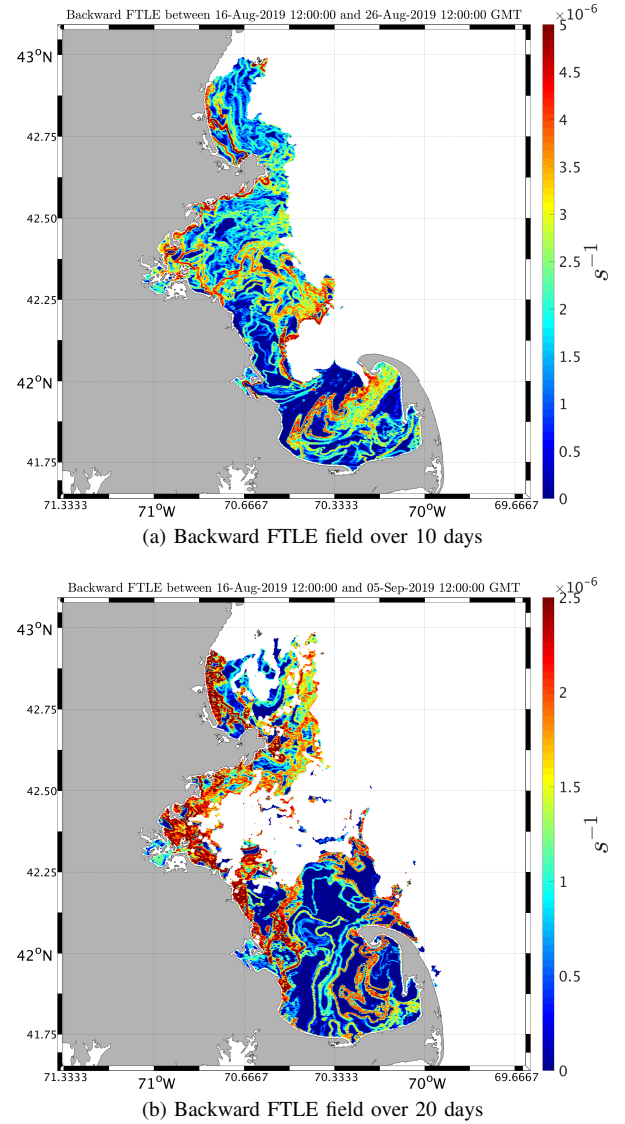 Backward FTLE between 16-Aug-2019 12:00:00 and 26-Aug-2019 12:00:00 GMT
×10⁻⁶
43°N
42.75
42.50
42.25
42°N
41.75
71.3333
71°W
70.6667
70.3333
70°W
69.6667
5
4.5
4
3.5
3
2.5
2
1.5
1
0.5
0
s⁻¹
(a) Backward FTLE field over 10 days
Backward FTLE between 16-Aug-2019 12:00:00 and 05-Sep-2019 12:00:00 GMT
×10⁻⁶
43°N
42.75
42.50
42.25
42°N
41.75
71.3333
71°W
70.6667
70.3333
70°W
69.6667
2.5
2
1.5
1
0.5
0
s⁻¹
(b) Backward FTLE field over 20 days